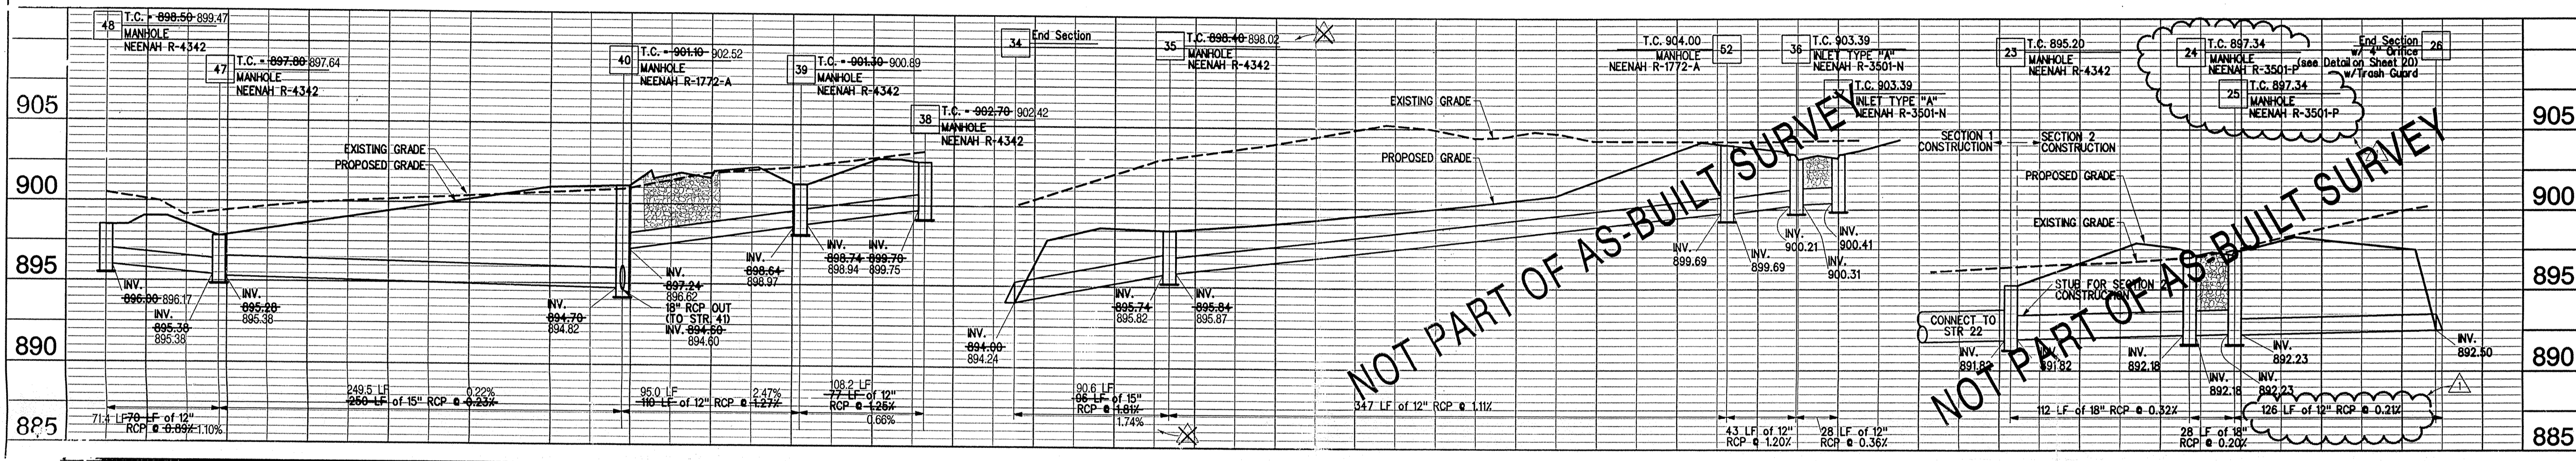 48
T.C. = 898.50 899.47
MANHOLE
NEENAH R-4342
47
T.C. = 897.80 897.64
MANHOLE
NEENAH R-4342
40
T.C. = 901.10 902.52
MANHOLE
NEENAH R-1772-A
39
T.C. = 901.30 900.89
MANHOLE
NEENAH R-4342
38
T.C. = 902.70 902.42
MANHOLE
NEENAH R-4342
34
End Section
35
T.C. 898.40 898.02
MANHOLE
NEENAH R-4342
T.C. 904.00
MANHOLE
NEENAH R-1772-A
52
36
T.C. 903.39
INLET TYPE "A"
NEENAH R-3501-N
T.C. 903.39
INLET TYPE "A"
NEENAH R-3501-N
23
T.C. 895.20
MANHOLE
NEENAH R-4342
24
T.C. 897.34
MANHOLE
NEENAH R-3501-P
25
T.C. 897.34
MANHOLE
NEENAH R-3501-P
End Section
w/ 4" Orifice
(see Detail on Sheet 20)
w/Trash Guard
26
905
900
895
890
885
EXISTING GRADE
PROPOSED GRADE
EXISTING GRADE
PROPOSED GRADE
SECTION 1
CONSTRUCTION
SECTION 2
CONSTRUCTION
PROPOSED GRADE
EXISTING GRADE
STUB FOR SECTION 2
CONSTRUCTION
CONNECT TO
STR 22
INV.
896.00 896.17
INV.
895.38
895.38
INV.
895.28
895.38
INV.
894.70
894.82
INV.
897.24
896.62
18" RCP OUT
(TO STR 41)
INV. 894.60
894.60
INV.
898.64
898.97
INV.
898.74
898.94
INV.
899.70
899.75
INV.
894.00
894.24
INV.
895.74
895.82
INV.
895.84
895.87
INV.
899.69
INV.
899.69
INV.
900.21
INV.
900.31
INV.
900.41
INV.
891.82
INV.
891.82
INV.
892.18
INV.
892.18
INV.
892.23
INV.
892.23
INV.
892.50
71.4 LF 70 LF of 12"
RCP @ 0.89% 1.10%
249.5 LF 0.22%
250 LF of 15" RCP @ 0.23%
95.0 LF 2.47%
110 LF of 12" RCP @ 1.27%
108.2 LF
77 LF of 12"
RCP @ 1.25%
0.66%
90.6 LF
96 LF of 15"
RCP @ 1.81%
1.74%
347 LF of 12" RCP @ 1.11%
43 LF of 12"
RCP @ 1.20%
28 LF of 12"
RCP @ 0.36%
112 LF of 18" RCP @ 0.32%
28 LF of 18"
RCP @ 0.20%
126 LF of 12" RCP @ 0.21%
1
NOT PART OF AS-BUILT SURVEY
NOT PART OF AS-BUILT SURVEY
905
900
895
890
885